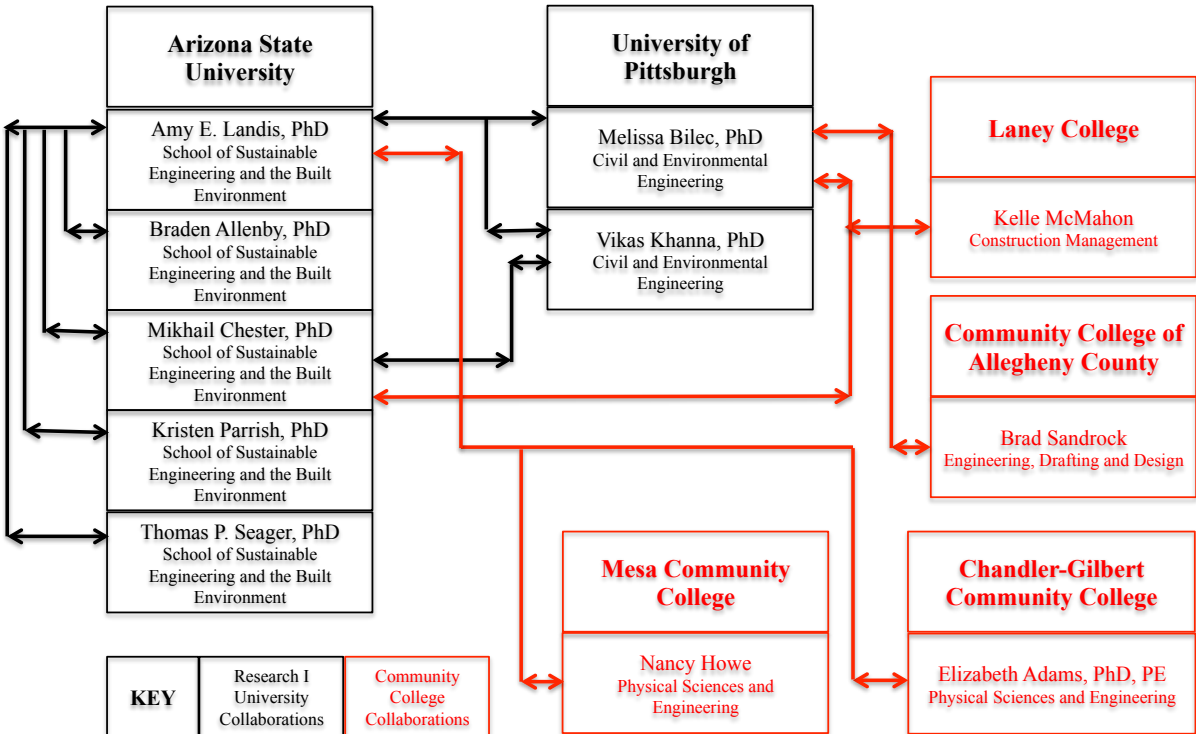 Arizona State
University
Amy E. Landis, PhD
School of Sustainable
Engineering and the Built
Environment
Braden Allenby, PhD
School of Sustainable
Engineering and the Built
Environment
Mikhail Chester, PhD
School of Sustainable
Engineering and the Built
Environment
Kristen Parrish, PhD
School of Sustainable
Engineering and the Built
Environment
Thomas P. Seager, PhD
School of Sustainable
Engineering and the Built
Environment
University of
Pittsburgh
Melissa Bilec, PhD
Civil and Environmental
Engineering
Vikas Khanna, PhD
Civil and Environmental
Engineering
Laney College
Kelle McMahon
Construction Management
Community College of
Allegheny County
Brad Sandrock
Engineering, Drafting and Design
Mesa Community
College
Nancy Howe
Physical Sciences and
Engineering
Chandler-Gilbert
Community College
Elizabeth Adams, PhD, PE
Physical Sciences and Engineering
KEY
Research I
University
Collaborations
Community
College
Collaborations